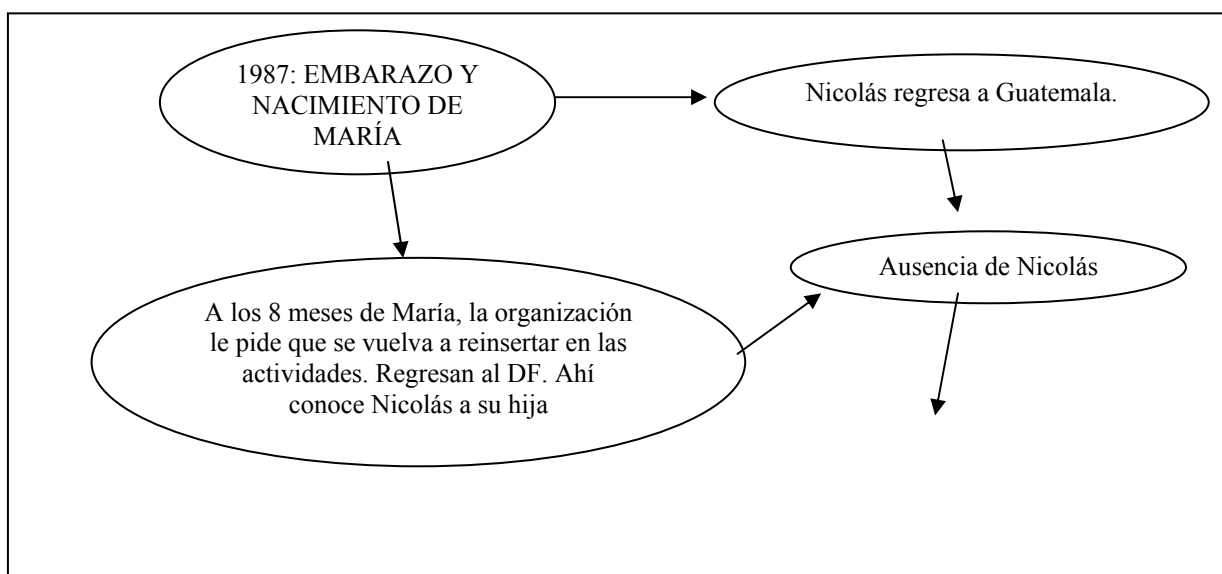 1987: EMBARAZO Y
NACIMIENTO DE
MARÍA
Nicolás regresa a Guatemala.
Ausencia de Nicolás
A los 8 meses de María, la organización
le pide que se vuelva a reinsertar en las
actividades. Regresan al DF. Ahí
conoce Nicolás a su hija